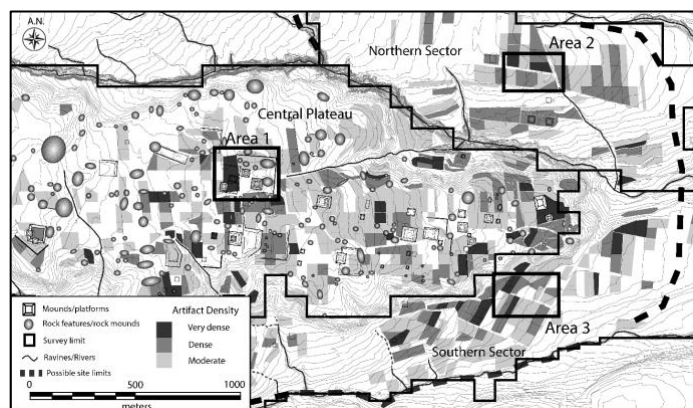 A.N.
Northern Sector
Area 2
Central Plateau
Area 1
Area 3
Southern Sector
Mounds/platforms
Rock features/rock mounds
Survey limit
Ravines/Rivers
Possible site limits
Artifact Density
Very dense
Dense
Moderate
0 500 1000
meters